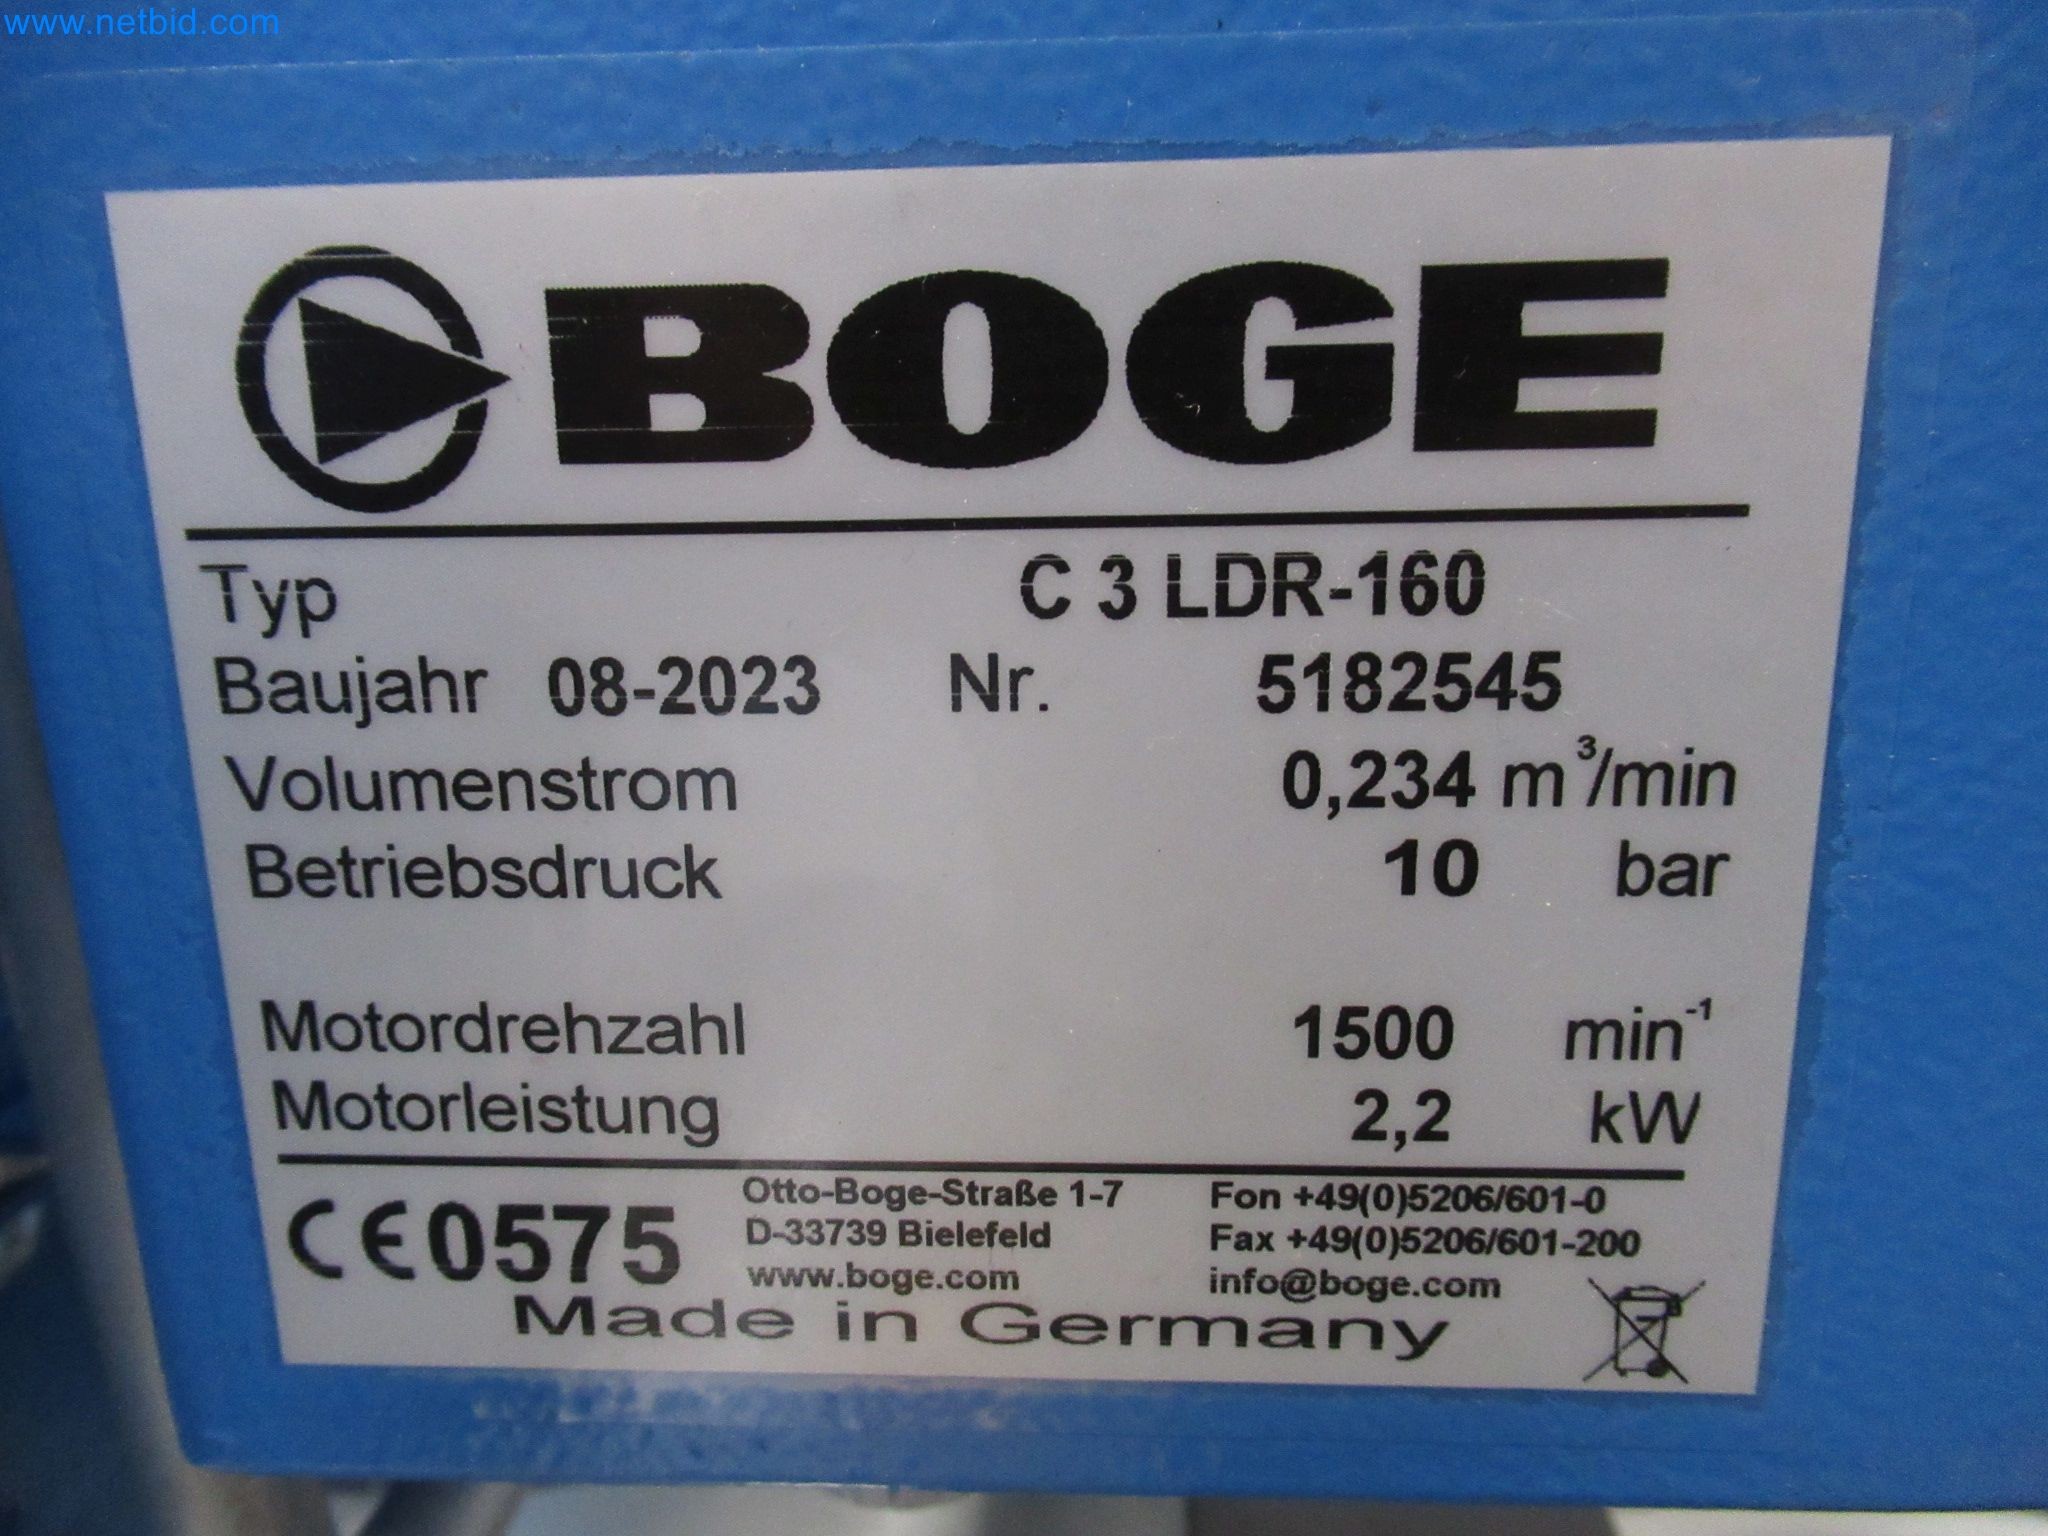 www.netbid.com
BOGE
Typ C 3 LDR-160
Baujahr 08-2023 Nr. 5182545
Volumenstrom 0,234 m³/min
Betriebsdruck 10 bar
Motordrehzahl 1500 min⁻¹
Motorleistung 2,2 kW
CE0575
Otto-Boge-Straße 1-7
D-33739 Bielefeld
www.boge.com
Fon +49(0)5206/601-0
Fax +49(0)5206/601-200
info@boge.com
Made in Germany